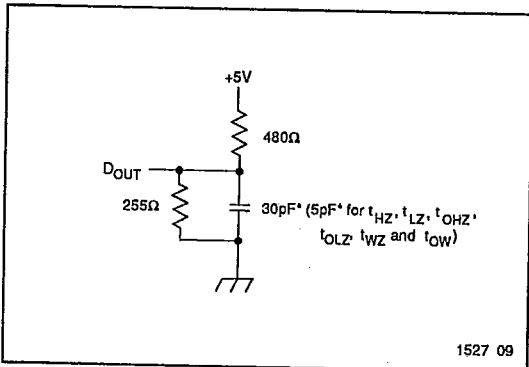 +5V
480Ω
DOUT
255Ω
30pF* (5pF* for tHZ, tLZ, tOHZ,
tOLZ, tWZ and tOW)
1527 09